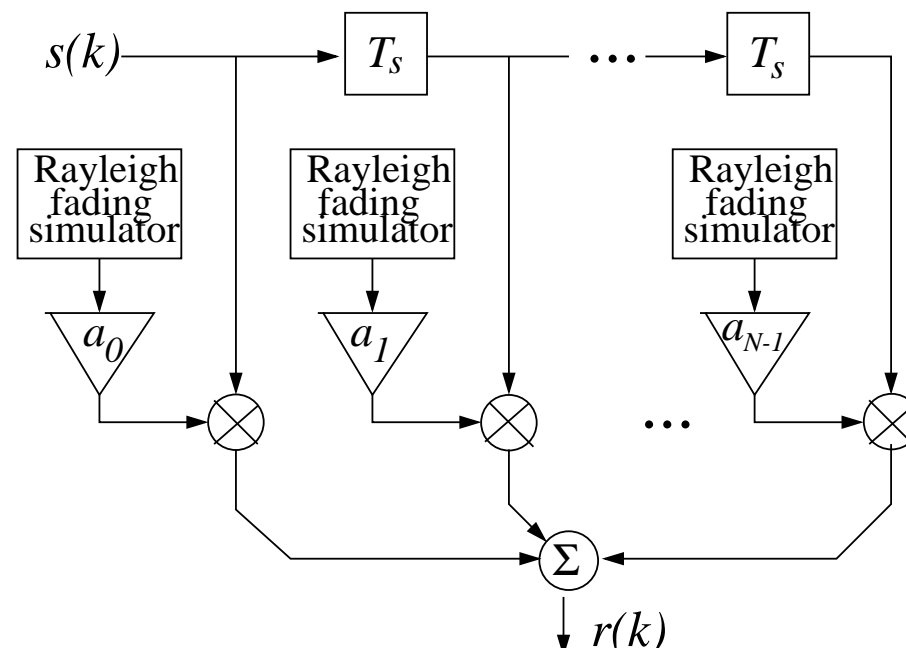 s(k) T_s ... T_s
Rayleigh fading simulator
Rayleigh fading simulator
Rayleigh fading simulator
a_0 a_1 a_{N-1}
...
Σ
r(k)